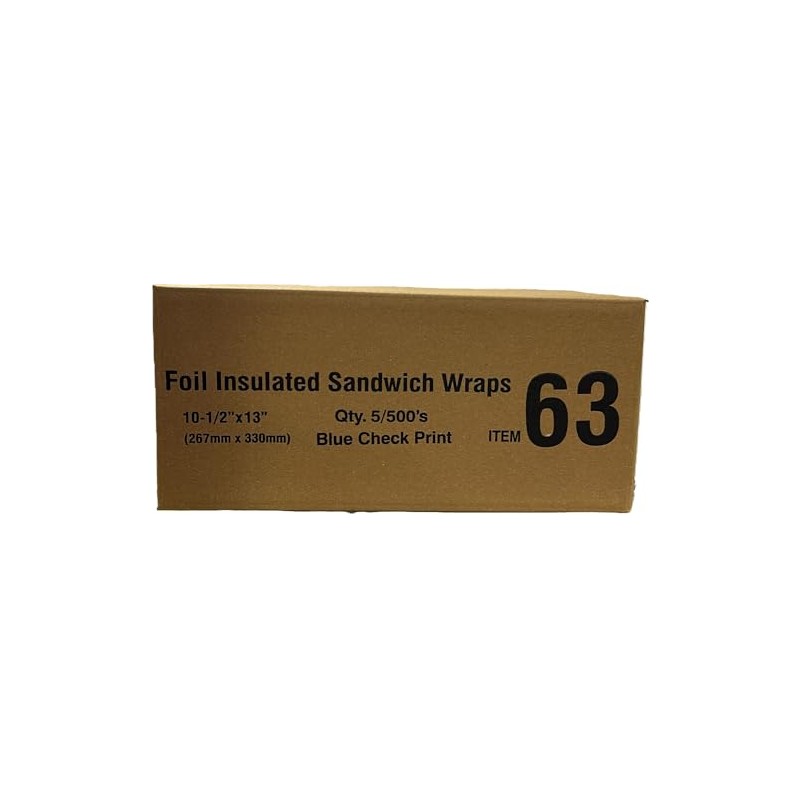 Foil Insulated Sandwich Wraps
10-1/2"x13"
(267mm x 330mm)
Qty. 5/500's
Blue Check Print
ITEM 63